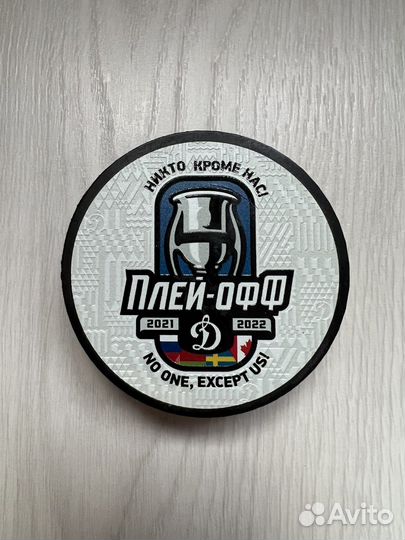 НИКТО КРОМЕ НАС!
ПЛЕЙ-ОФФ
2021 Д 2022
NO ONE, EXCEPT US!
Avito